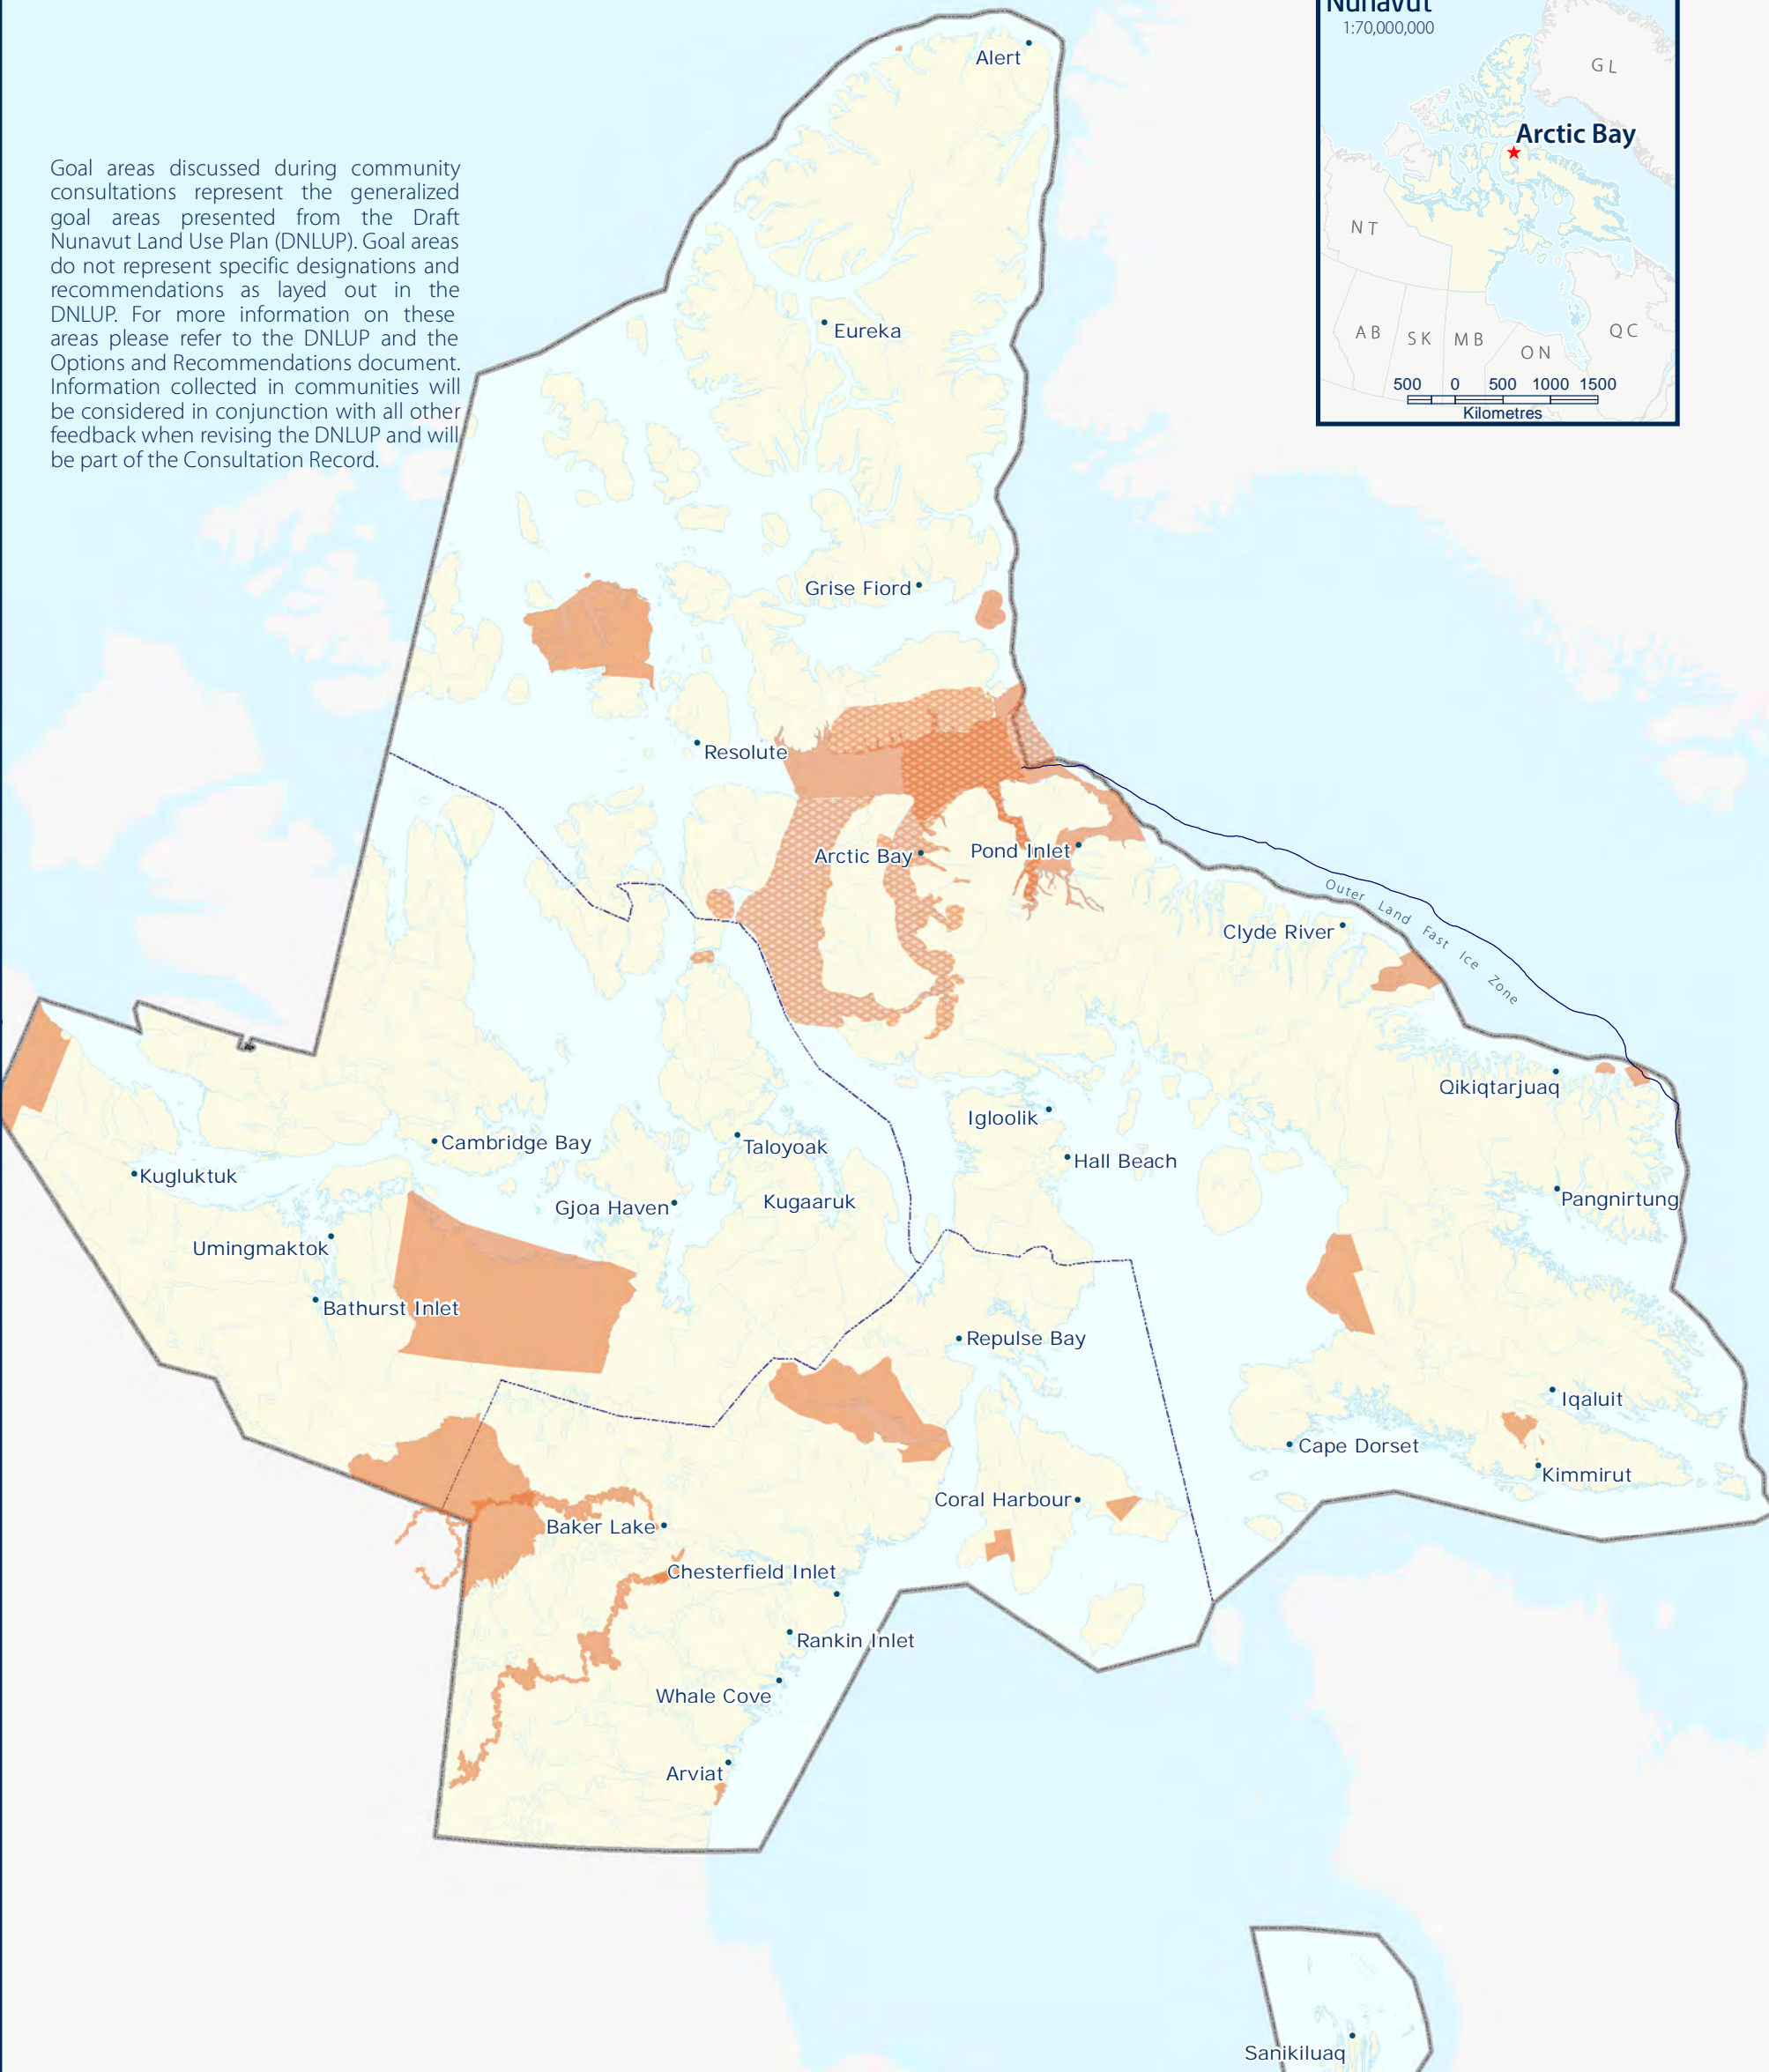 Nunavut
1:70,000,000
GL
Arctic Bay
NT
AB
SK
MB
ON
QC
500 0 500 1000 1500
Kilometres
Goal areas discussed during community
consultations represent the generalized
goal areas presented from the Draft
Nunavut Land Use Plan (DNLUP). Goal areas
do not represent specific designations and
recommendations as layed out in the
DNLUP. For more information on these
areas please refer to the DNLUP and the
Options and Recommendations document.
Information collected in communities will
be considered in conjunction with all other
feedback when revising the DNLUP and will
be part of the Consultation Record.
Alert
Eureka
Grise Fiord
Resolute
Arctic Bay
Pond Inlet
Outer Land Fast Ice Zone
Clyde River
Qikiqtarjuaq
Igloolik
Cambridge Bay
Taloyoak
Hall Beach
Kugluktuk
Gjoa Haven
Kugaaruk
Pangnirtung
Umingmaktok
Bathurst Inlet
Repulse Bay
Iqaluit
Cape Dorset
Kimmirut
Coral Harbour
Baker Lake
Chesterfield Inlet
Rankin Inlet
Whale Cove
Arviat
Sanikiluaq